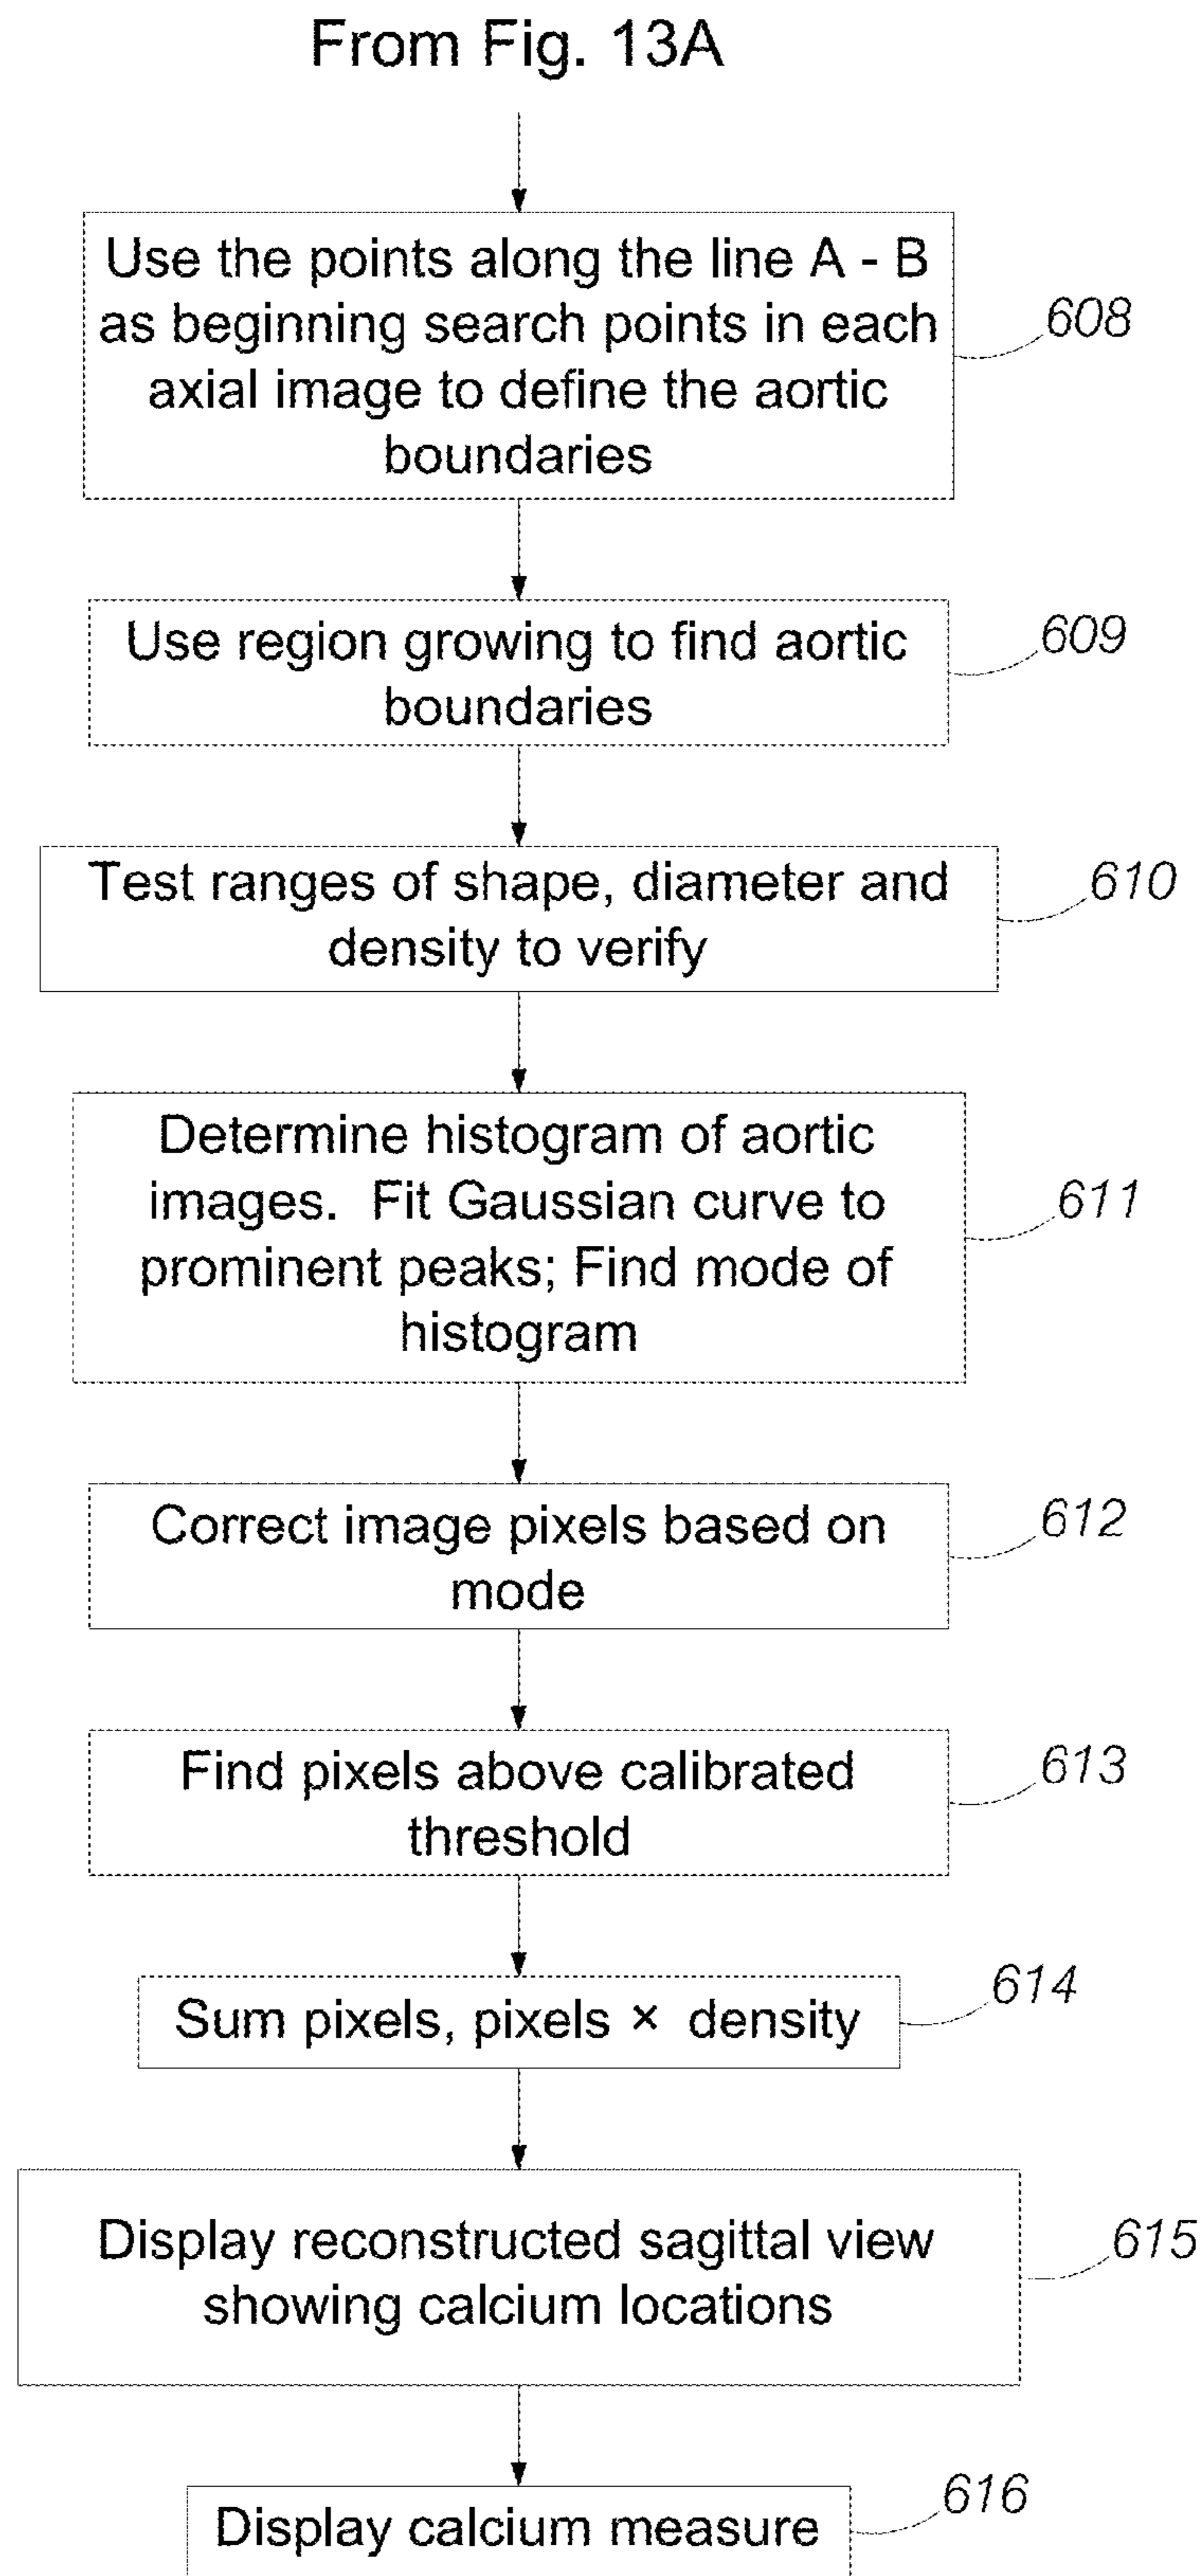 From Fig. 13A
Use the points along the line A - B
as beginning search points in each
axial image to define the aortic
boundaries
608
Use region growing to find aortic
boundaries
609
Test ranges of shape, diameter and
density to verify
610
Determine histogram of aortic
images.  Fit Gaussian curve to
prominent peaks; Find mode of
histogram
611
Correct image pixels based on
mode
612
Find pixels above calibrated
threshold
613
Sum pixels, pixels ×  density
614
Display reconstructed sagittal view
showing calcium locations
615
Display calcium measure
616